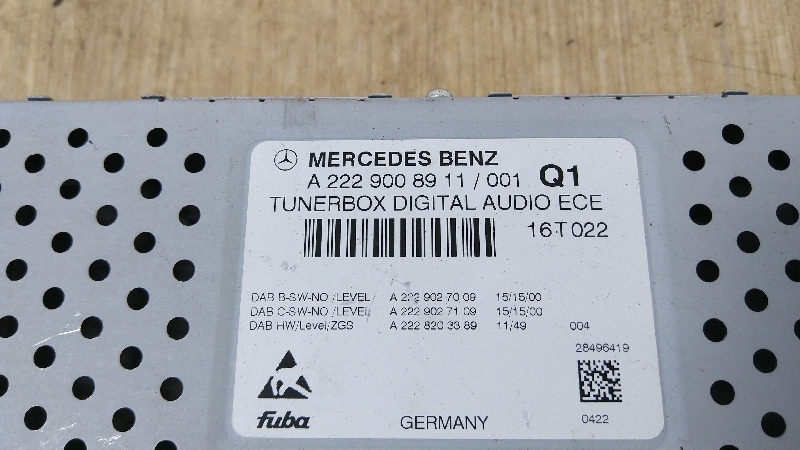 MERCEDES BENZ
A 222 900 89 11 / 001 Q1
TUNERBOX DIGITAL AUDIO ECE
16T022
DAB B-SW-NO /LEVEL/ A 222 902 70 09 15/15/00
DAB C-SW-NO /LEVEL/ A 222 902 71 09 15/15/00
DAB HW/Level/ZGS A 222 820 33 89 11/49 004
28496419
fuba GERMANY 0422